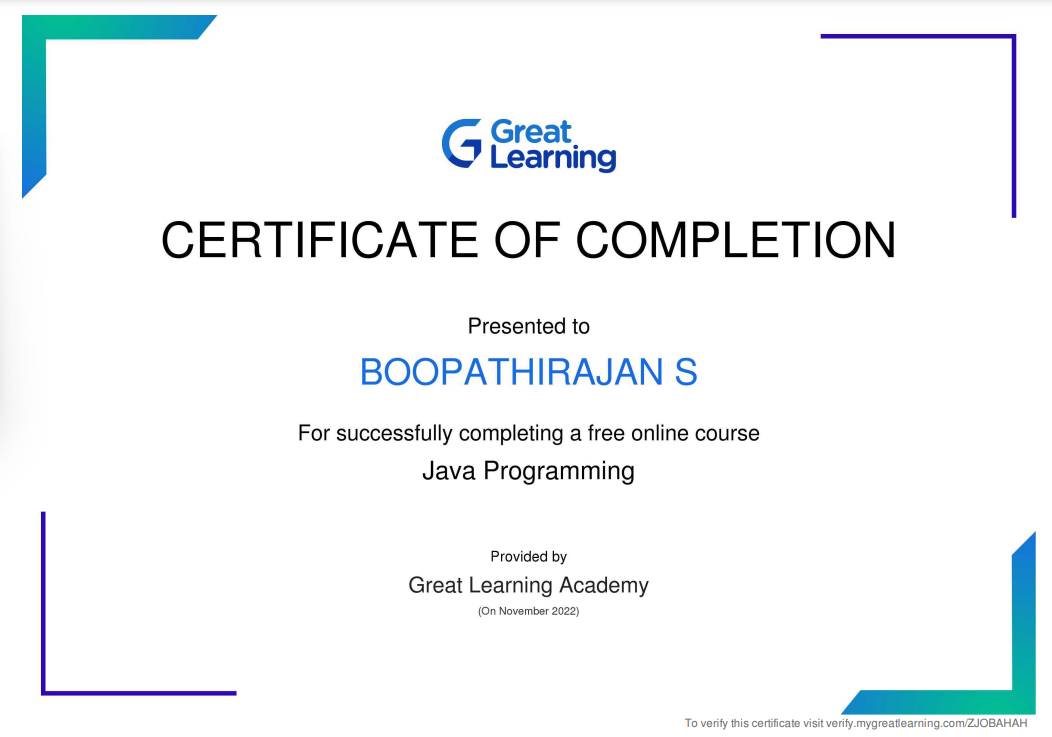 Great
Learning
CERTIFICATE OF COMPLETION
Presented to
BOOPATHIRAJAN S
For successfully completing a free online course
Java Programming
Provided by
Great Learning Academy
(On November 2022)
To verify this certificate visit verify.mygreatlearning.com/ZJOBAHAH